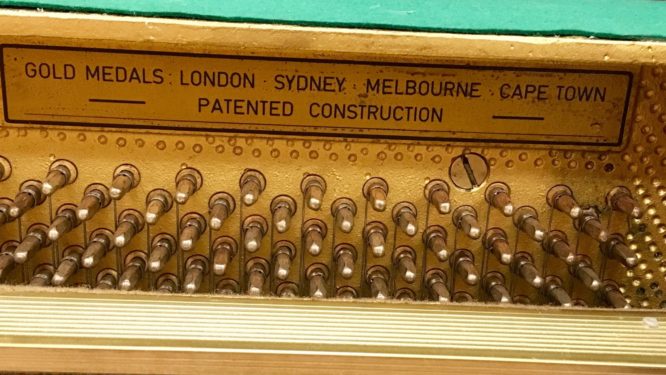 GOLD MEDALS : LONDON · SYDNEY · MELBOURNE · CAPE TOWN
PATENTED CONSTRUCTION